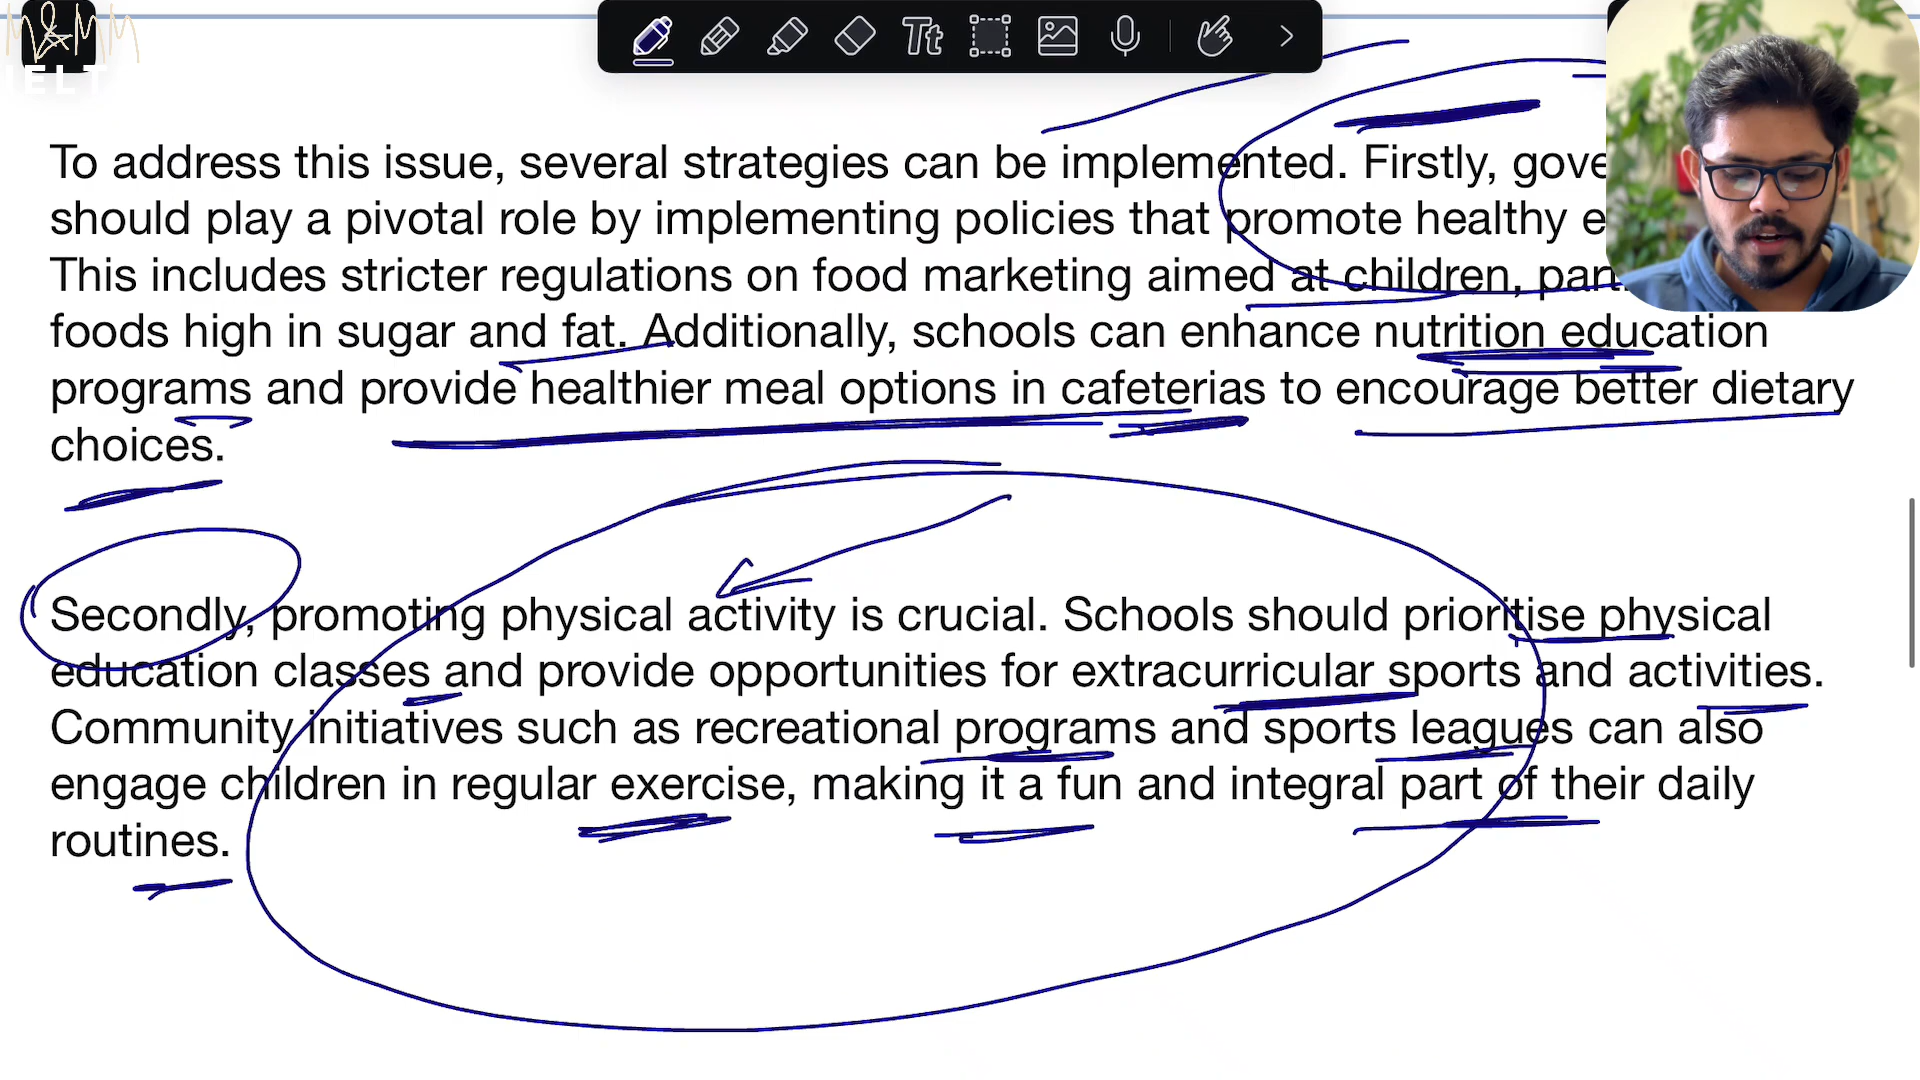 M&MM
IELT
Tt
To address this issue, several strategies can be implemented. Firstly,
should play a pivotal role by implementing policies that promote healthy
This includes stricter regulations on food marketing aimed at children,
foods high in sugar and fat. Additionally, schools can enhance nutrition education
programs and provide healthier meal options in cafeterias to encourage better dietary
choices.
Secondly, promoting physical activity is crucial. Schools should prioritise physical
education classes and provide opportunities for extracurricular sports and activities.
Community initiatives such as recreational programs and sports leagues can also
engage children in regular exercise, making it a fun and integral part of their daily
routines.